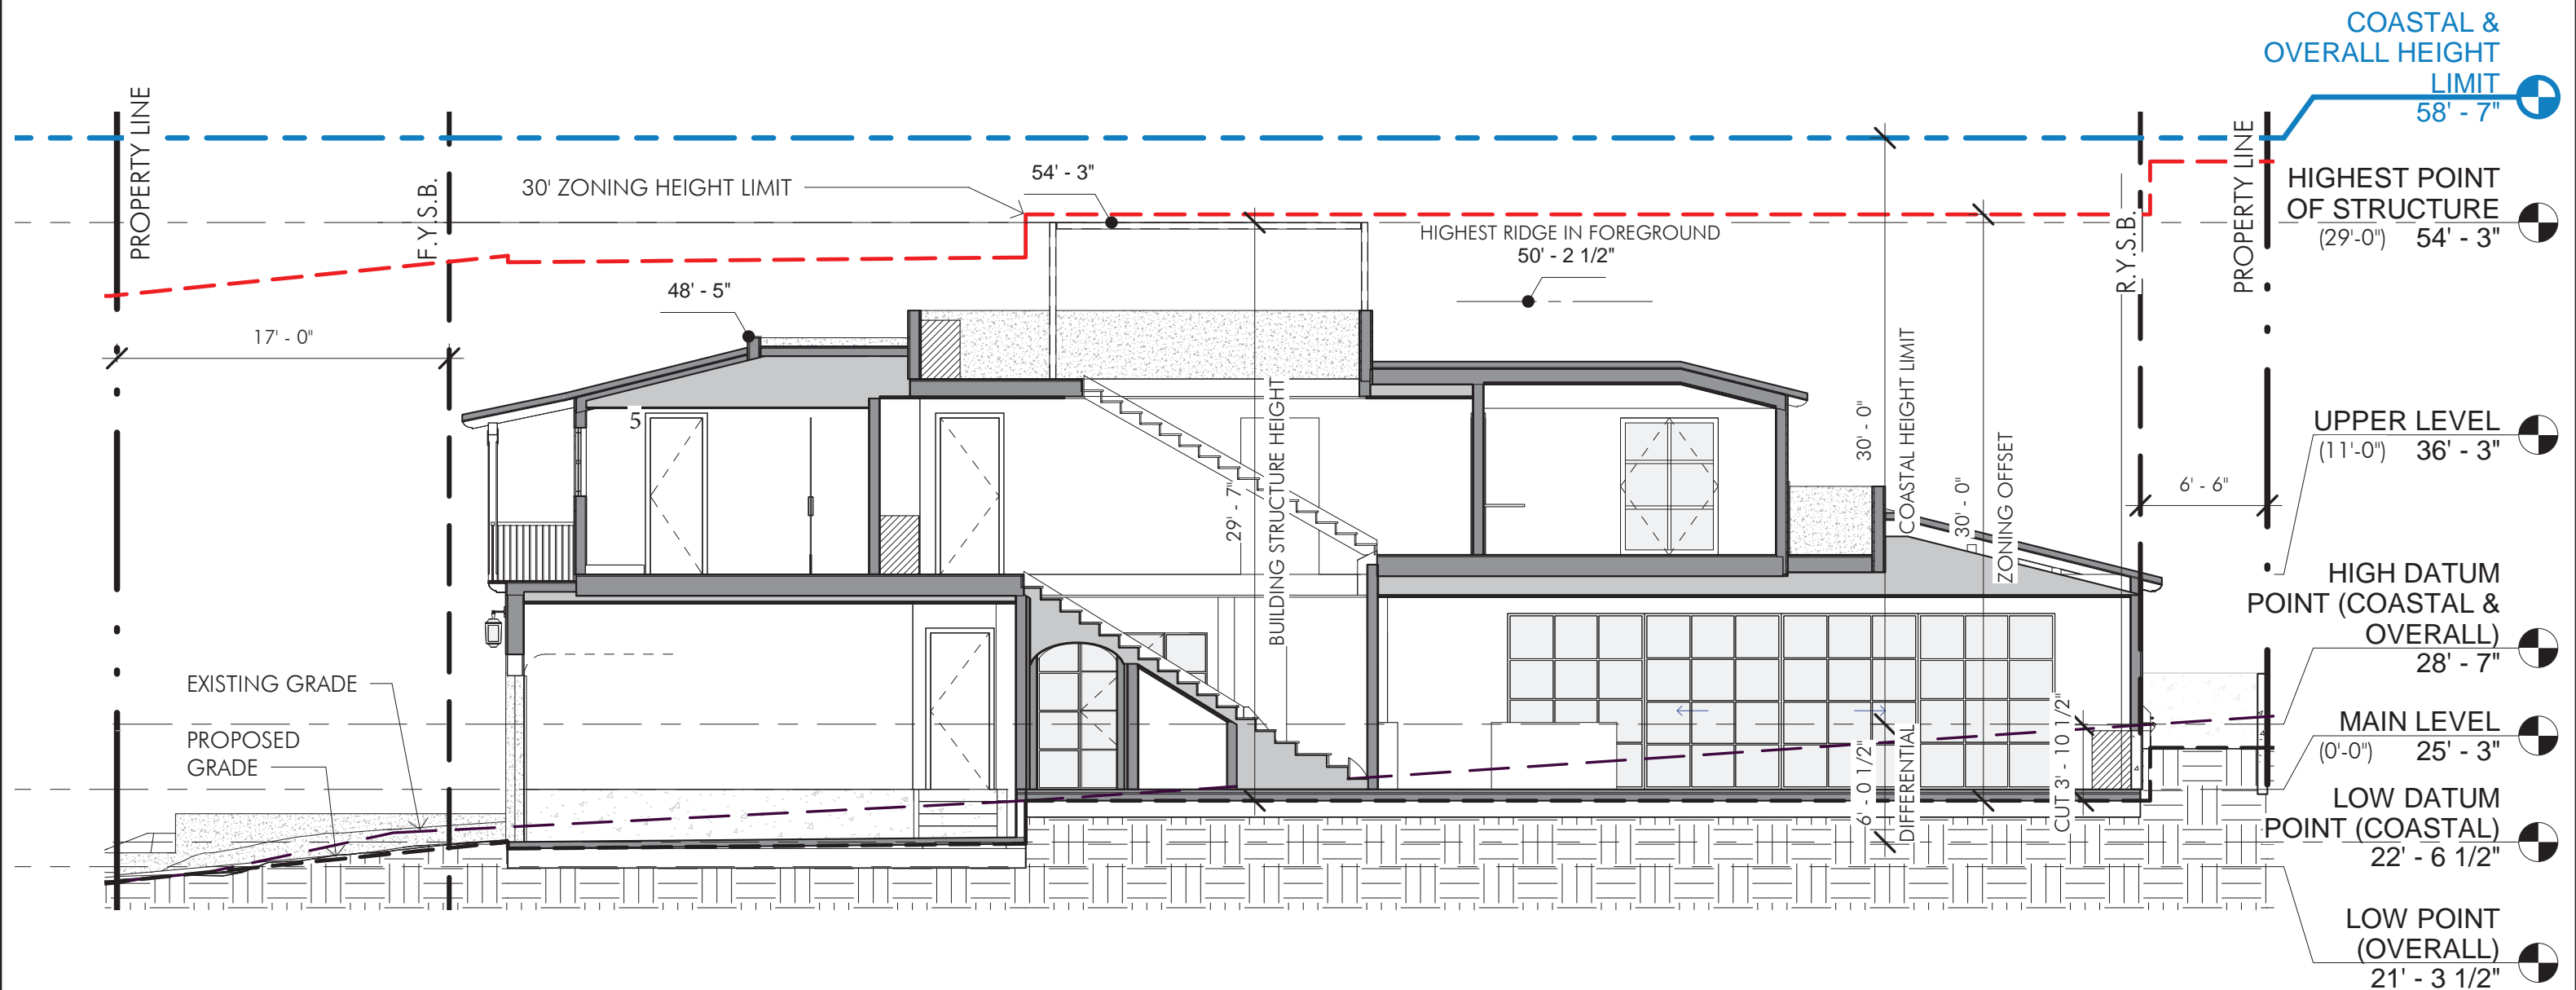 COASTAL &
OVERALL HEIGHT
LIMIT
58' - 7"
PROPERTY LINE
F.Y.S.B.
30' ZONING HEIGHT LIMIT
54' - 3"
HIGHEST RIDGE IN FOREGROUND
50' - 2 1/2"
R.Y.S.B.
PROPERTY LINE
HIGHEST POINT
OF STRUCTURE
(29'-0") 54' - 3"
48' - 5"
17' - 0"
5
29' - 7"
BUILDING STRUCTURE HEIGHT
30' - 0"
COASTAL HEIGHT LIMIT
30' - 0"
ZONING OFFSET
6' - 6"
UPPER LEVEL
(11'-0") 36' - 3"
HIGH DATUM
POINT (COASTAL &
OVERALL)
28' - 7"
EXISTING GRADE
PROPOSED
GRADE
6' - 0 1/2"
DIFFERENTIAL
CUT 3' - 10 1/2"
MAIN LEVEL
(0'-0") 25' - 3"
LOW DATUM
POINT (COASTAL)
22' - 6 1/2"
LOW POINT
(OVERALL)
21' - 3 1/2"